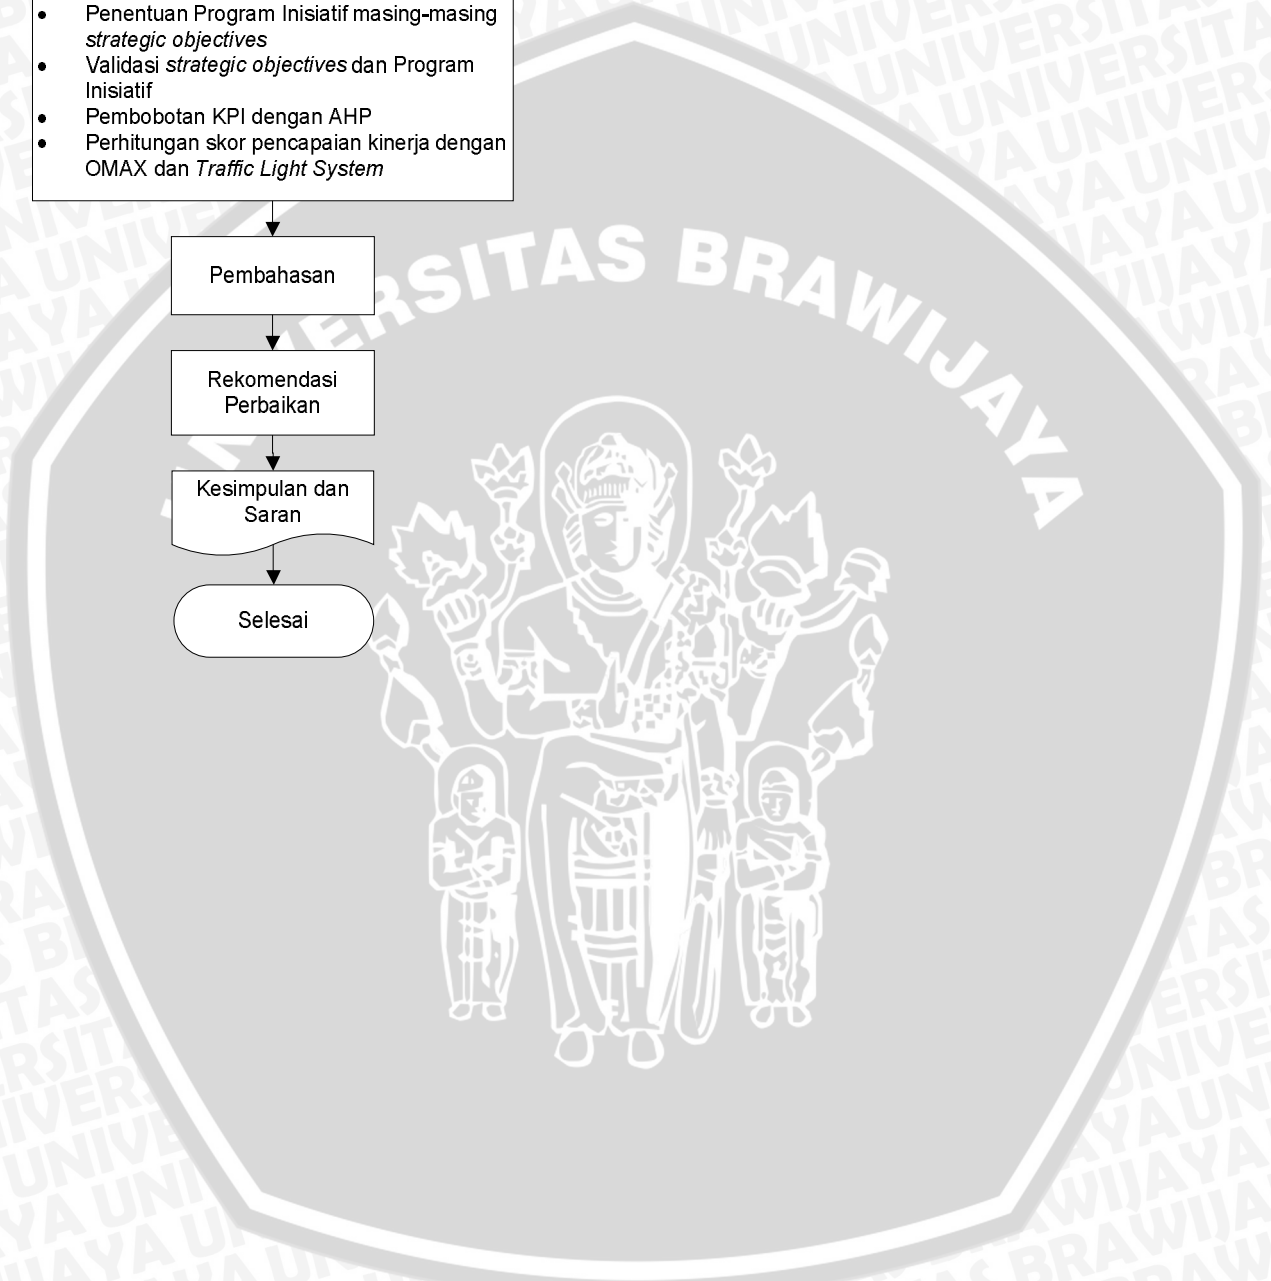 • Penentuan Program Inisiatif masing-masing
strategic objectives
• Validasi strategic objectives dan Program
Inisiatif
• Pembobotan KPI dengan AHP
• Perhitungan skor pencapaian kinerja dengan
OMAX dan Traffic Light System
Pembahasan
Rekomendasi
Perbaikan
Kesimpulan dan
Saran
Selesai
ERSITAS BRAWIJAYA